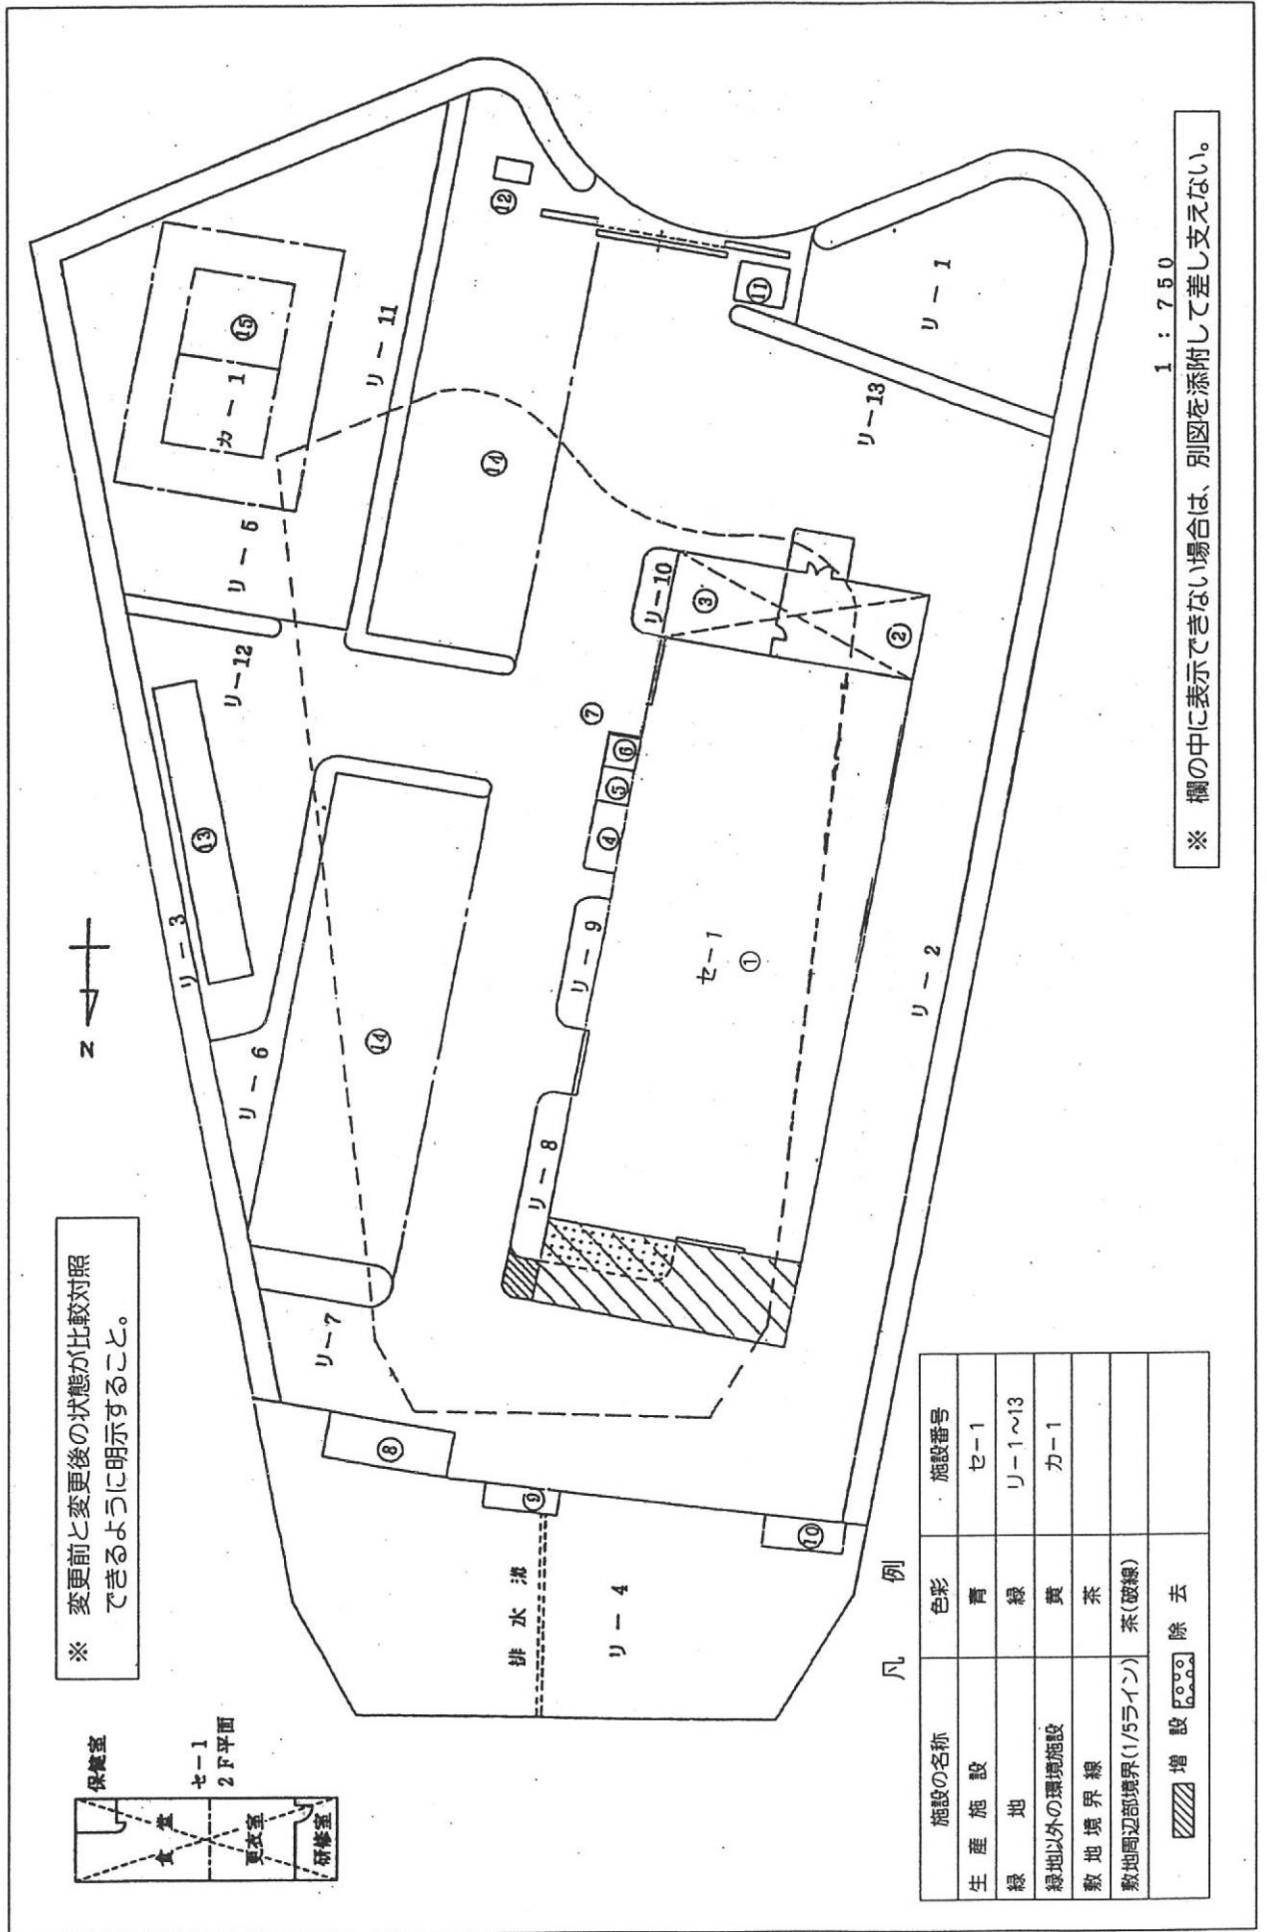 ※ 変更前と変更後の状態が比較対照
できるように明示すること。
N
保健室
食堂
更衣室
研修室
セ-1
2F平面
リ-3
⑬
リ-12
リ-5
カ-1
⑮
リ-11
⑫
⑭
リ-6
⑭
リ-7
⑧
⑨
⑩
排水溝
リ-4
リ-8
リ-9
④
⑤
⑥
⑦
リ-10
③
②
セ-1
①
リ-2
リ-13
⑪
リ-1
1:750
※ 欄の中に表示できない場合は、別図を添附して差し支えない。
凡例
施設の名称 色彩 施設番号
生産施設 青 セ-1
緑地 緑 リ-1~13
緑地以外の環境施設 黄 カ-1
敷地境界線 茶
敷地周辺部境界(1/5ライン) 茶(破線)
増設 除去